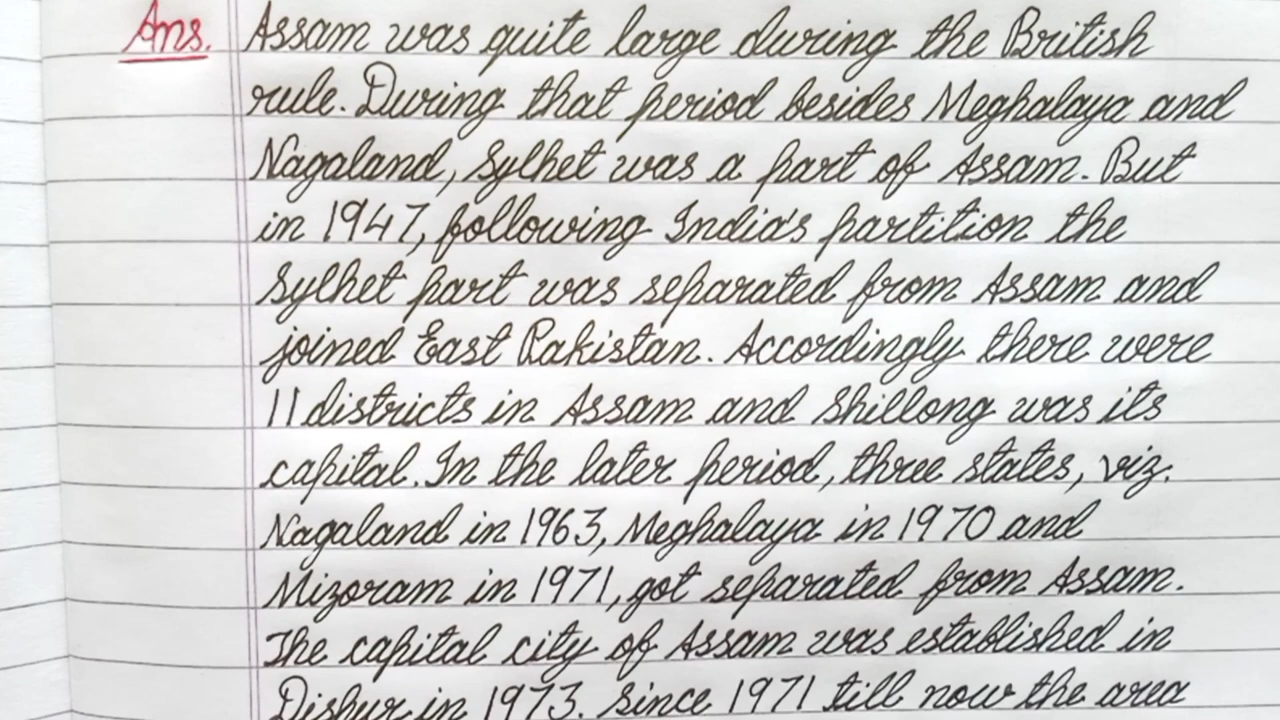 Ans. Assam was quite large during the British
rule. During that period besides Meghalaya and
Nagaland, Sylhet was a part of Assam. But
in 1947, following India's partition the
Sylhet part was separated from Assam and
joined East Pakistan. Accordingly there were
11 districts in Assam and Shillong was its
capital. In the later period, three states, viz.
Nagaland in 1963, Meghalaya in 1970 and
Mizoram in 1971, got separated from Assam.
The capital city of Assam was established in
Dispur in 1973. Since 1971 till now the area